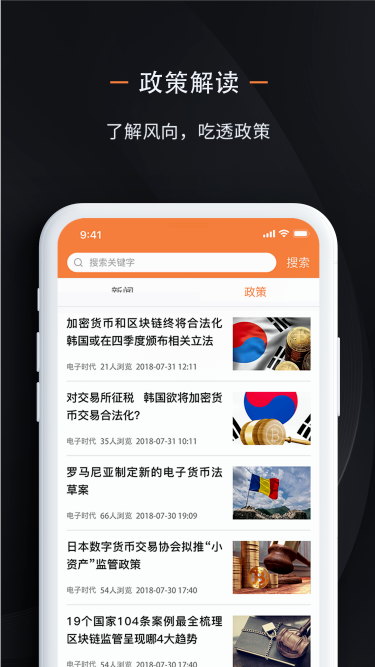 政策解读
了解风向，吃透政策
9:41
搜索关键字
搜索
新闻
政策
加密货币和区块链终将合法化
韩国或在四季度颁布相关立法
电子时代 21人浏览 2018-07-31 12:11
对交易所征税 韩国欲将加密货
币交易合法化?
电子时代 35人浏览 2018-07-31 12:11
罗马尼亚制定新的电子货币法
草案
电子时代 66人浏览 2018-07-30 19:09
日本数字货币交易协会拟推“小
资产”监管政策
电子时代 54人浏览 2018-07-30 17:40
19个国家104条案例最全梳理
区块链监管呈现哪4大趋势
电子时代 54人浏览 2018-07-30 17:40